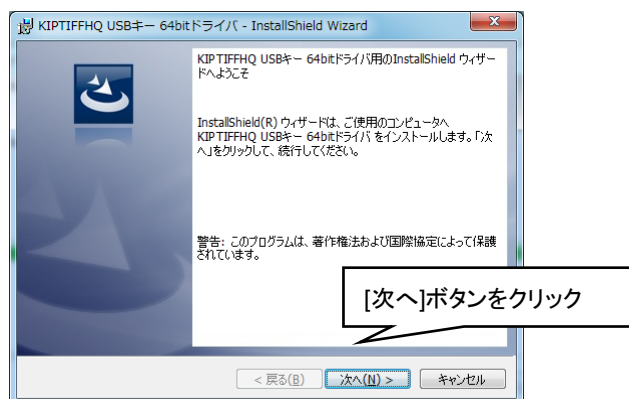 KIPTIFFHQ USBキー 64bitドライバ - InstallShield Wizard
KIPTIFFHQ USBキー 64bitドライバ用のInstallShield ウィザー
ドへようこそ
InstallShield(R) ウィザードは、ご使用のコンピュータへ
KIPTIFFHQ USBキー 64bitドライバ をインストールします。「次
へ」をクリックして、続行してください。
警告: このプログラムは、著作権法および国際協定によって保護
されています。
[次へ]ボタンをクリック
< 戻る(B) 次へ(N) > キャンセル